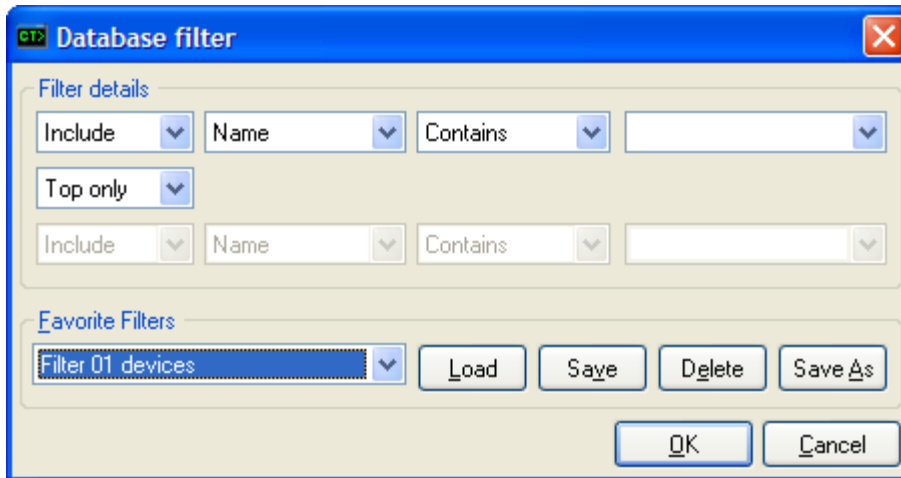 CT> Database filter
Filter details
Include Name Contains
Top only
Include Name Contains
Favorite Filters
Filter 01 devices Load Save Delete Save As
OK Cancel